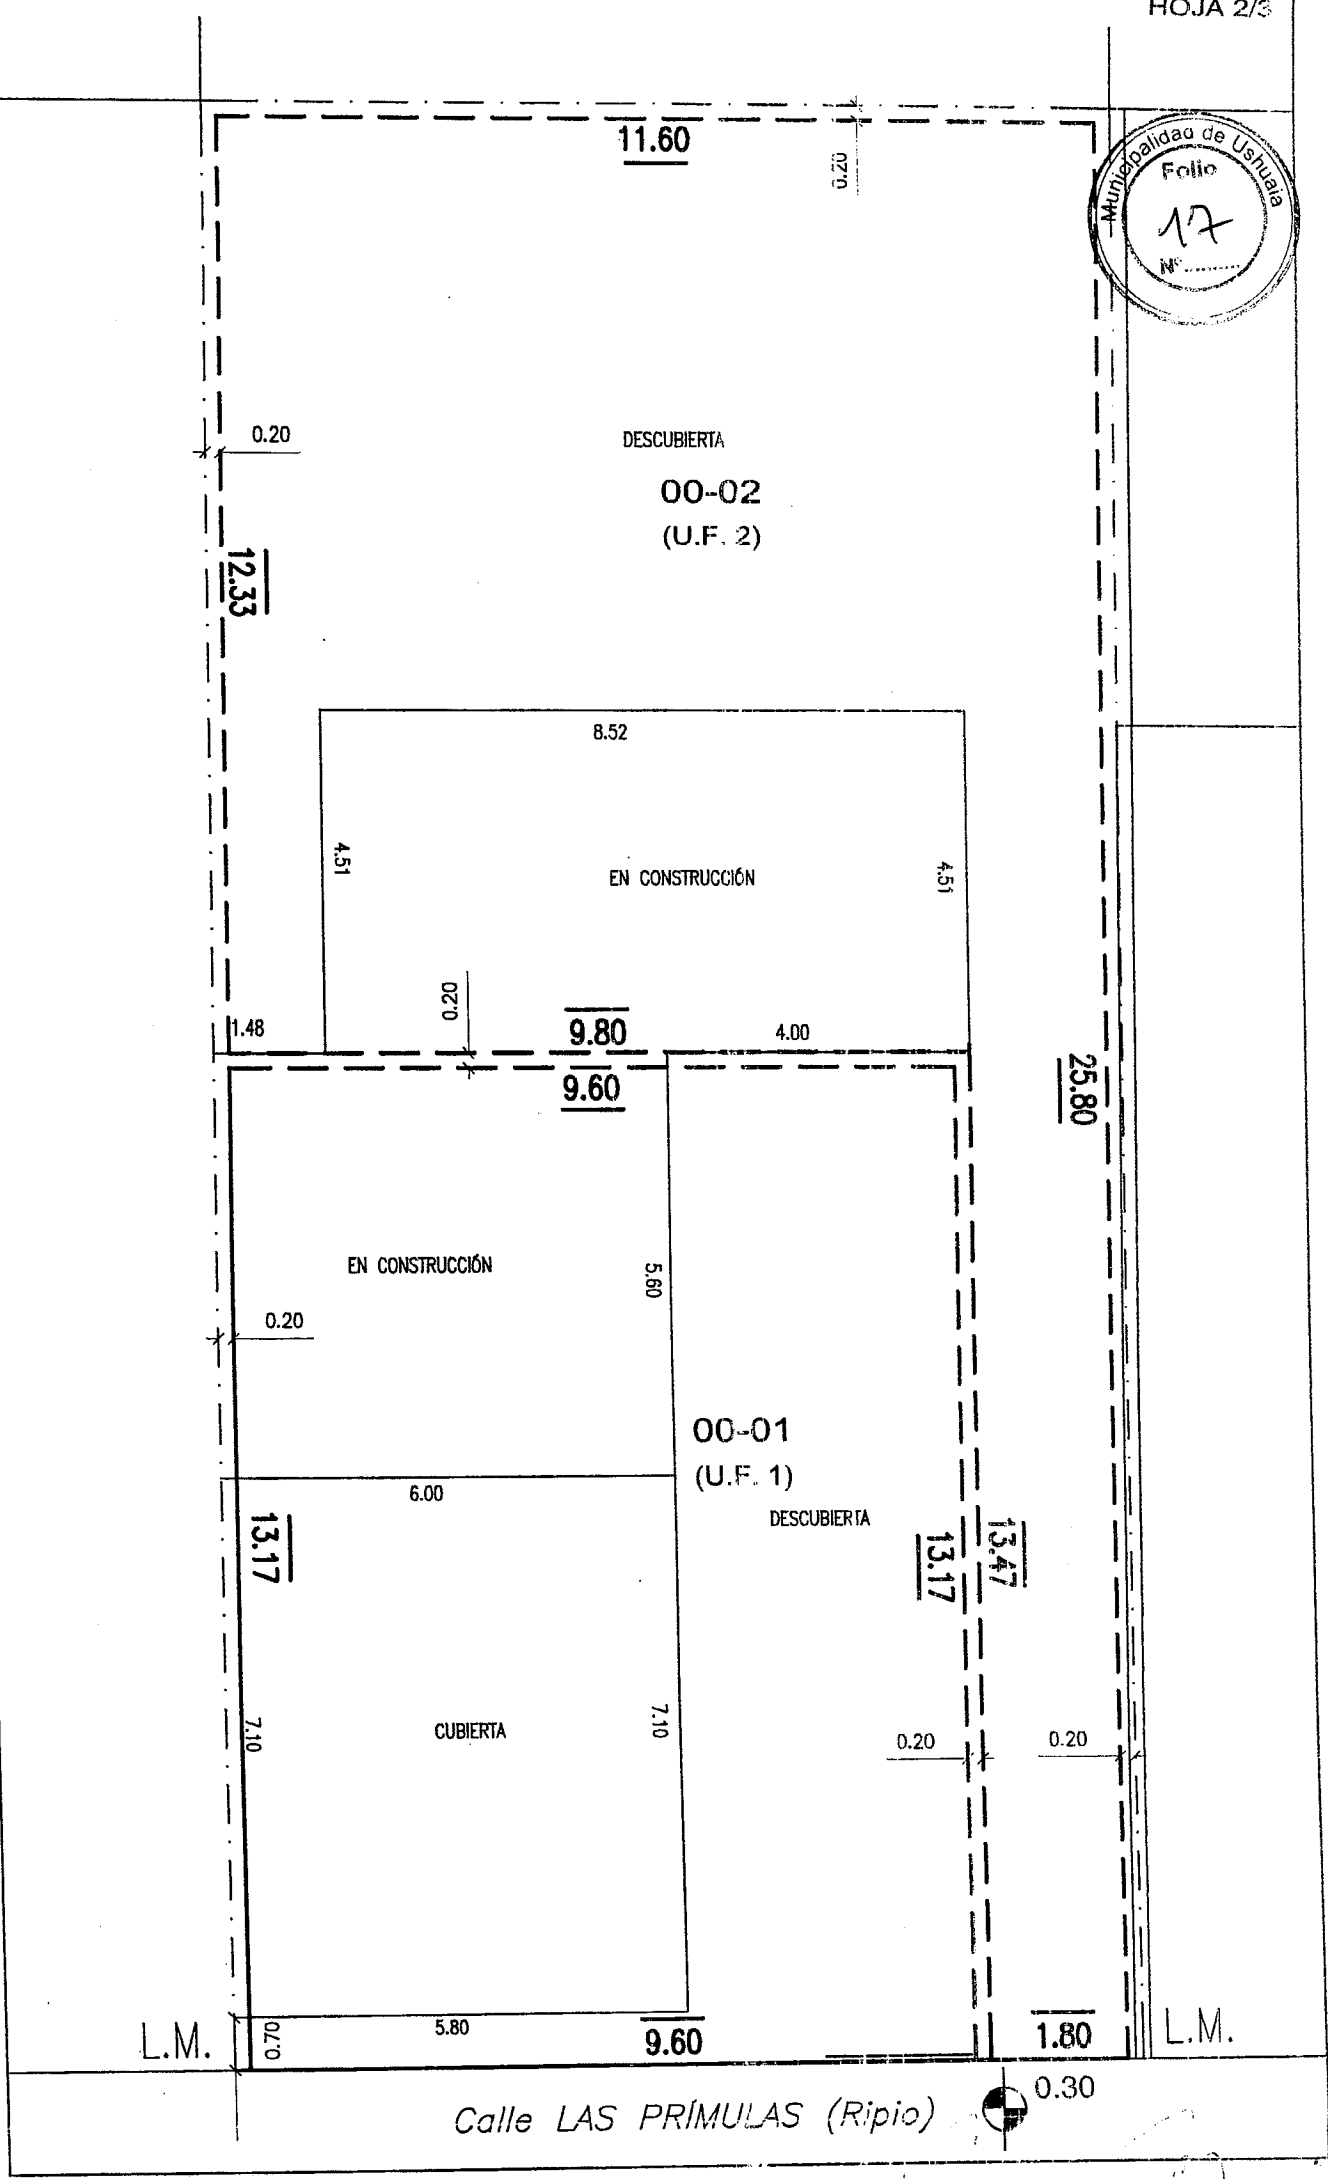 HOJA 2/3
11.60
0.20
Municipalidad de Ushuaia
Folio
17
Nº
0.20
DESCUBIERTA
00-02
(U.F. 2)
12.33
8.52
4.51
EN CONSTRUCCIÓN
4.51
0.20
1.48
9.80
4.00
9.60
25.80
EN CONSTRUCCIÓN
5.60
0.20
00-01
(U.F. 1)
6.00
DESCUBIERTA
13.17
13.17
13.47
7.10
CUBIERTA
7.10
0.20
0.20
L.M.
0.70
5.80
9.60
1.80
L.M.
0.30
Calle LAS PRÍMULAS (Ripio)